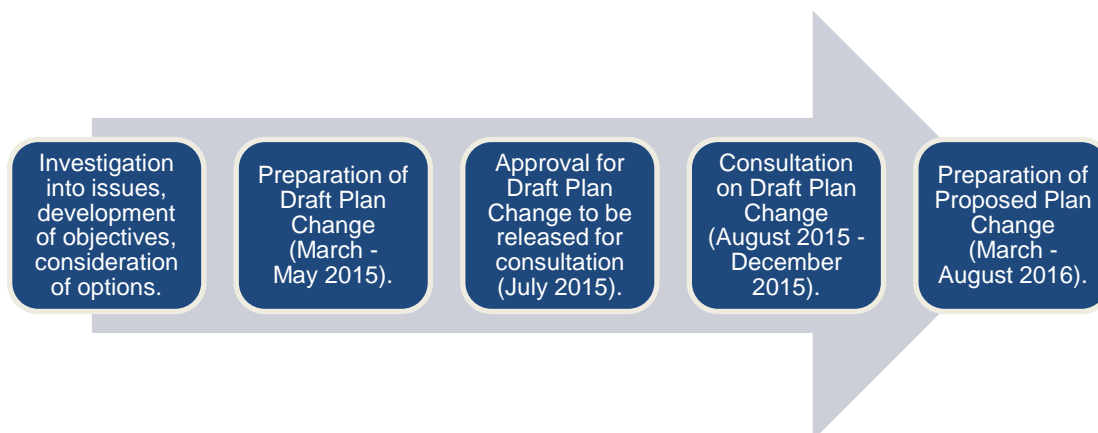 Investigation
into issues,
development
of objectives,
consideration
of options.
Preparation of
Draft Plan
Change
(March -
May 2015).
Approval for
Draft Plan
Change to be
released for
consultation
(July 2015).
Consultation
on Draft Plan
Change
(August 2015 -
December
2015).
Preparation of
Proposed Plan
Change
(March -
August 2016).